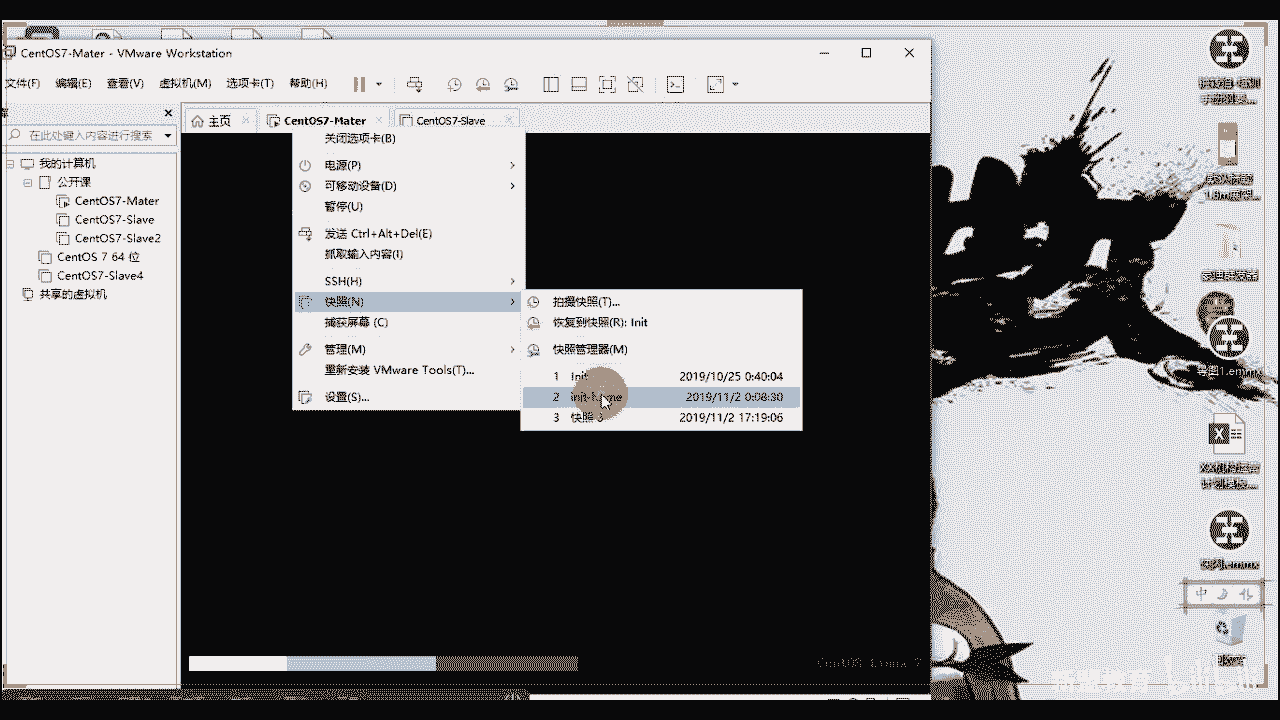 CentOS7-Mater - VMware Workstation
文件(F) 编辑(E) 查看(V) 虚拟机(M) 选项卡(T) 帮助(H)
在此处键入内容进行搜索
主页 CentOS7-Mater CentOS7-Slave
我的计算机
公开课
CentOS7-Mater
CentOS7-Slave
CentOS7-Slave2
CentOS 7 64 位
CentOS7-Slave4
共享的虚拟机
关闭选项卡(B)
电源(P)
可移动设备(D)
暂停(U)
发送 Ctrl+Alt+Del(E)
抓取输入内容(I)
SSH(H)
快照(N)
捕获屏幕 (C)
管理(M)
重新安装 VMware Tools(T)...
设置(S)...
拍摄快照(T)...
恢复到快照(R): Init
快照管理器(M)
1 Init 2019/10/25 0:40:04
2 2019/11/2 0:08:30
3 快照 3 2019/11/2 17:19:06
CentOS Linux 7
导图1.emmx
中